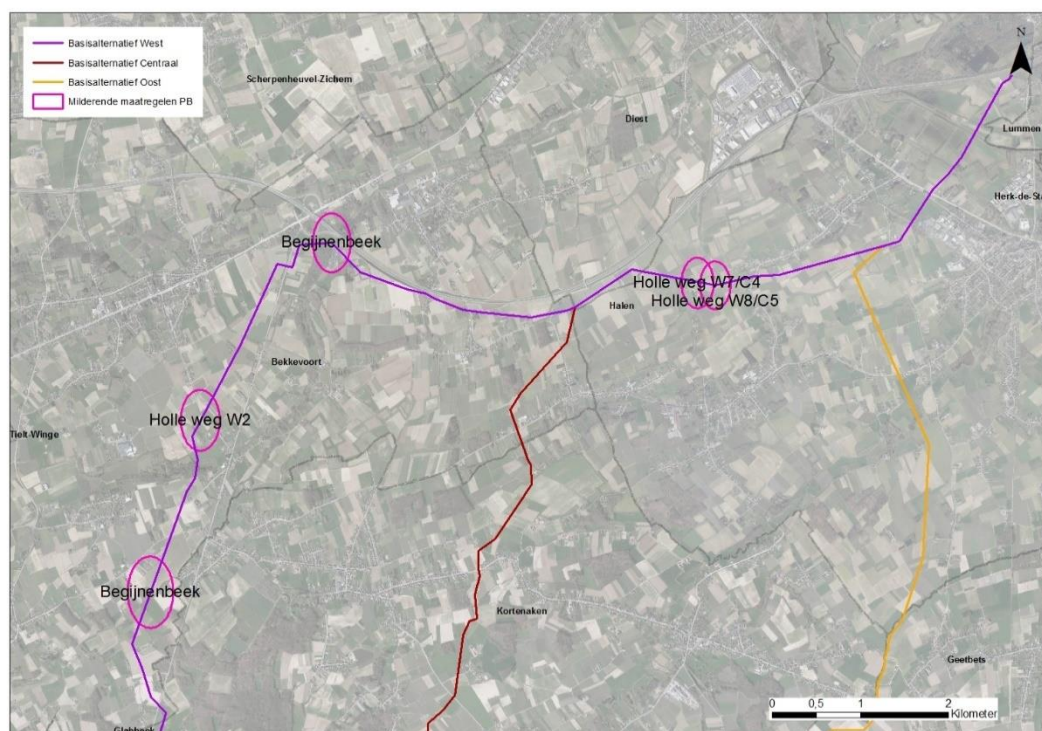 Basisalternatief West
Basisalternatief Centraal
Basisalternatief Oost
Milderende maatregelen PB
N
Scherpenheuvel-Zichem
Diest
Lummen
Herk-de-Sta
Begijnenbeek
Holle weg W7/C4
Holle weg W8/C5
Halen
Bekkevoort
Holle weg W2
Tielt-Winge
Begijnenbeek
Kortenaken
Geetbets
0 0,5 1 2
Kilometer